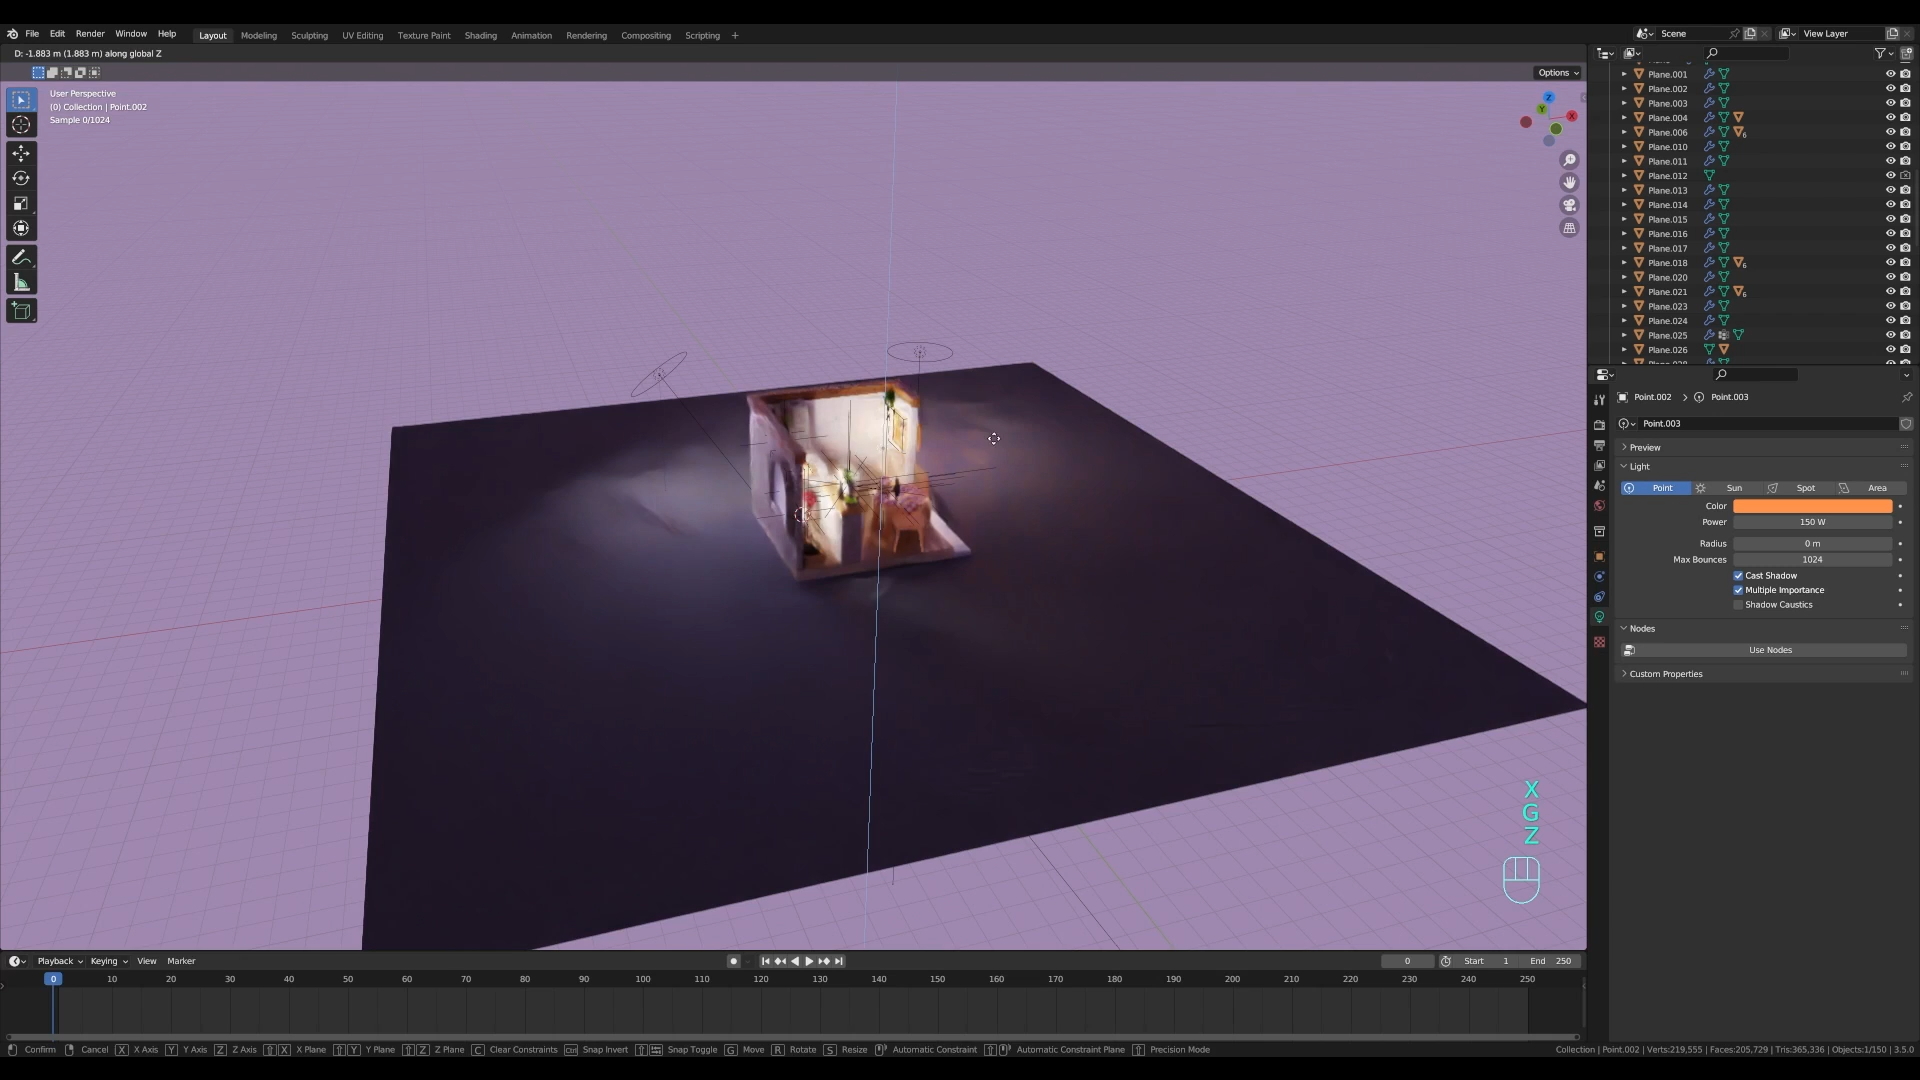 File Edit Render Window Help Layout Modeling Sculpting UV Editing Texture Paint Shading Animation Rendering Compositing Scripting + Scene View Layer
D: -1.883 m (1.883 m) along global Z
Options
User Perspective
(0) Collection | Point.002
Sample 0/1024
Z
Y
X
Plane.001
Plane.002
Plane.003
Plane.004
Plane.006 6
Plane.010
Plane.011
Plane.012
Plane.013
Plane.014
Plane.015
Plane.016
Plane.017
Plane.018 6
Plane.020
Plane.021 6
Plane.023
Plane.024
Plane.025
Plane.026
Point.002 > Point.003
Point.003
Preview
Light
Point Sun Spot Area
Color
Power 150 W
Radius 0 m
Max Bounces 1024
Cast Shadow
Multiple Importance
Shadow Caustics
Nodes
Use Nodes
Custom Properties
X
G
Z
Playback Keying View Marker 0 Start 1 End 250
0 10 20 30 40 50 60 70 80 90 100 110 120 130 140 150 160 170 180 190 200 210 220 230 240 250
Confirm Cancel X X Axis Y Y Axis Z Z Axis X X Plane Y Y Plane Z Z Plane C Clear Constraints Ctrl Snap Invert Snap Toggle G Move R Rotate S Resize Automatic Constraint Automatic Constraint Plane Precision Mode Collection | Point.002 | Verts:219,555 | Faces:205,729 | Tris:365,336 | Objects:1/150 | 3.5.0